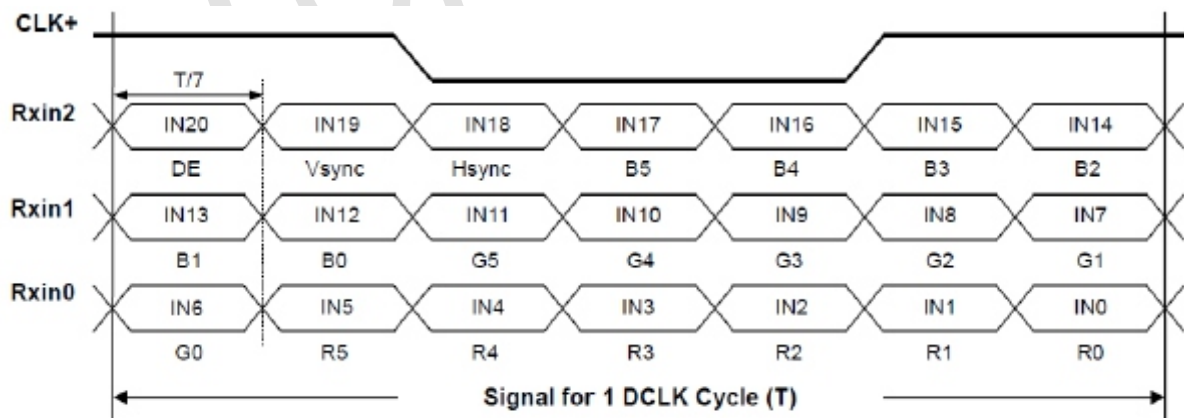 CLK+
T/7
Rxin2 IN20 IN19 IN18 IN17 IN16 IN15 IN14
DE Vsync Hsync B5 B4 B3 B2
Rxin1 IN13 IN12 IN11 IN10 IN9 IN8 IN7
B1 B0 G5 G4 G3 G2 G1
Rxin0 IN6 IN5 IN4 IN3 IN2 IN1 IN0
G0 R5 R4 R3 R2 R1 R0
Signal for 1 DCLK Cycle (T)